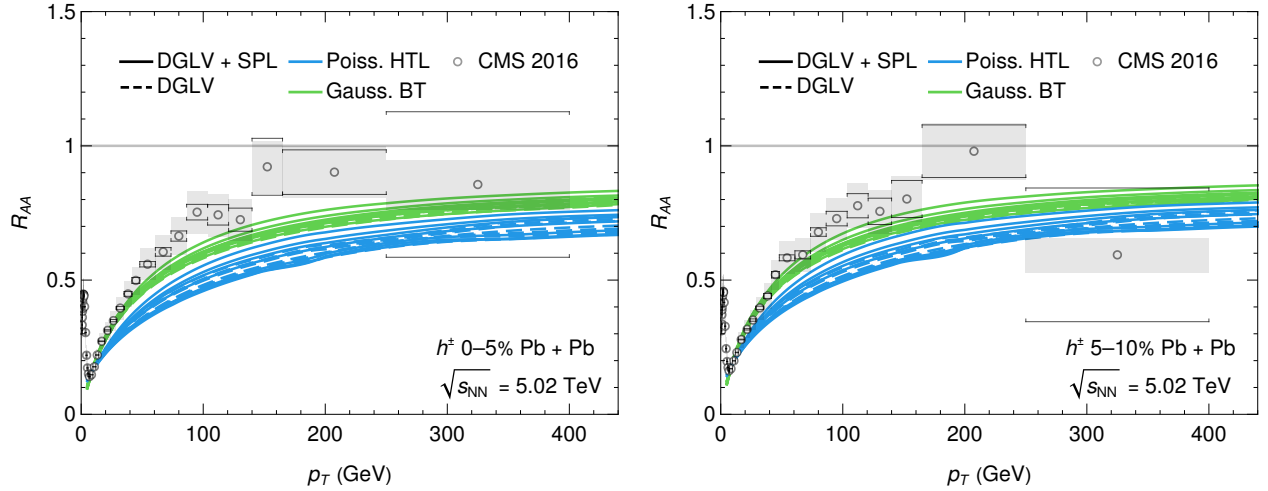 1.5
DGLV + SPL Poiss. HTL CMS 2016
DGLV Gauss. BT
1
R_AA
0.5
h± 0–5% Pb + Pb
√s_NN = 5.02 TeV
0
0 100 200 300 400
p_T (GeV)
1.5
DGLV + SPL Poiss. HTL CMS 2016
DGLV Gauss. BT
1
R_AA
0.5
h± 5–10% Pb + Pb
√s_NN = 5.02 TeV
0
0 100 200 300 400
p_T (GeV)